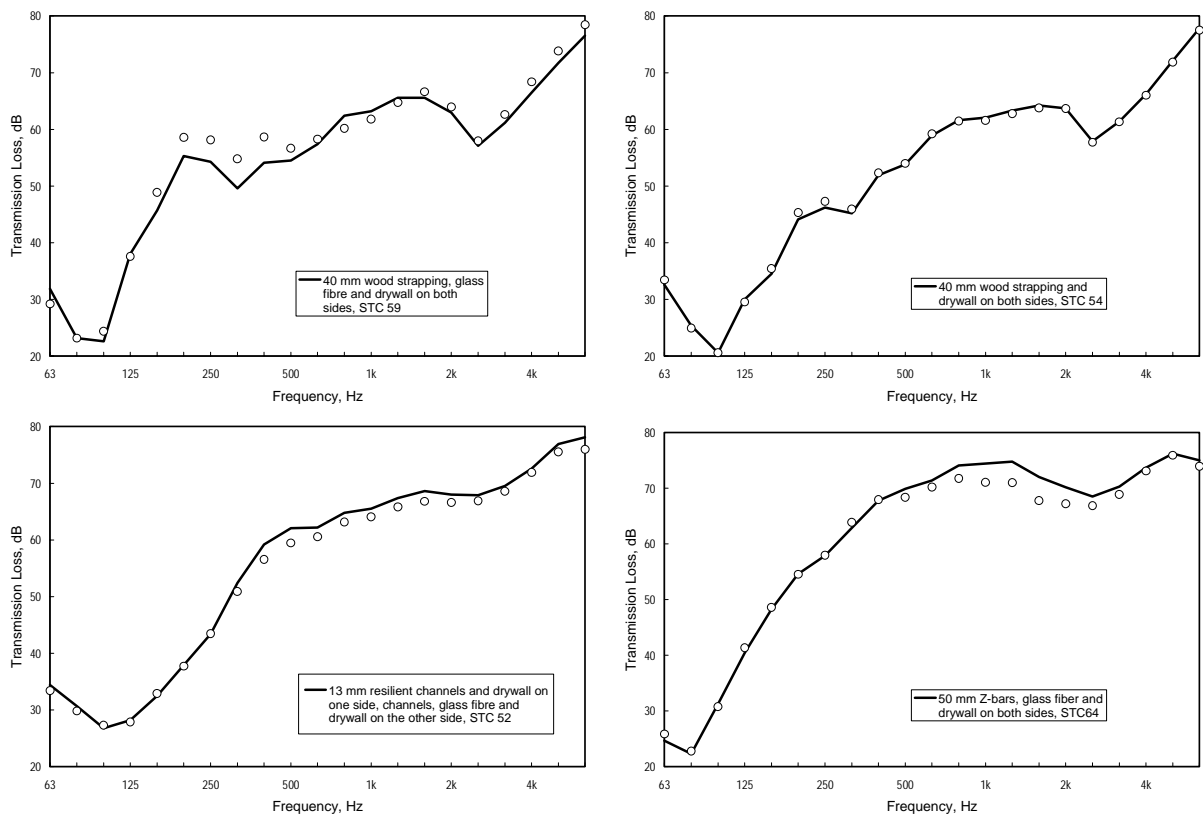 80
70
60
50
40
30
20
Transmission Loss, dB
63 125 250 500 1k 2k 4k
Frequency, Hz
40 mm wood strapping, glass
fibre and drywall on both
sides, STC 59
80
70
60
50
40
30
20
Transmission Loss, dB
63 125 250 500 1k 2k 4k
Frequency, Hz
40 mm wood strapping and
drywall on both sides, STC 54
80
70
60
50
40
30
20
Transmission Loss, dB
63 125 250 500 1k 2k 4k
Frequency, Hz
13 mm resilient channels and drywall on
one side, channels, glass fibre and
drywall on the other side, STC 52
80
70
60
50
40
30
20
Transmission Loss, dB
63 125 250 500 1k 2k 4k
Frequency, Hz
50 mm Z-bars, glass fiber and
drywall on both sides, STC64